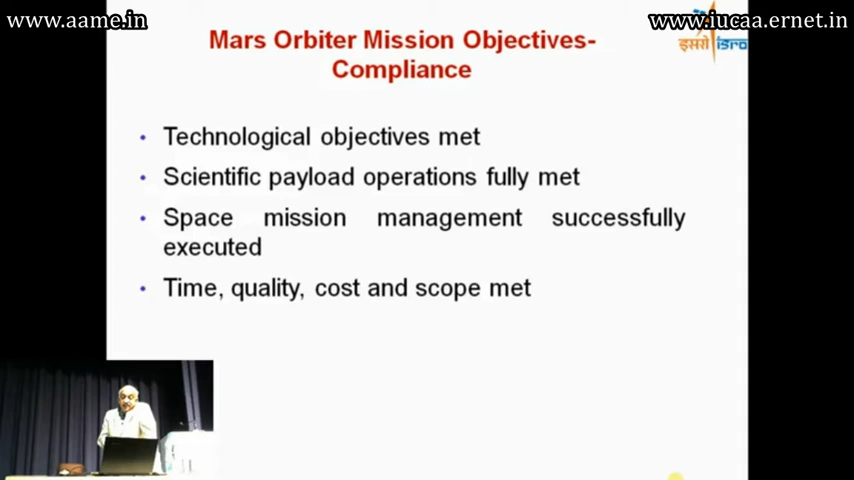 www.aame.in
www.iucaa.ernet.in
Mars Orbiter Mission Objectives-
Compliance
इसरो isro
• Technological objectives met
• Scientific payload operations fully met
• Space mission management successfully
executed
• Time, quality, cost and scope met